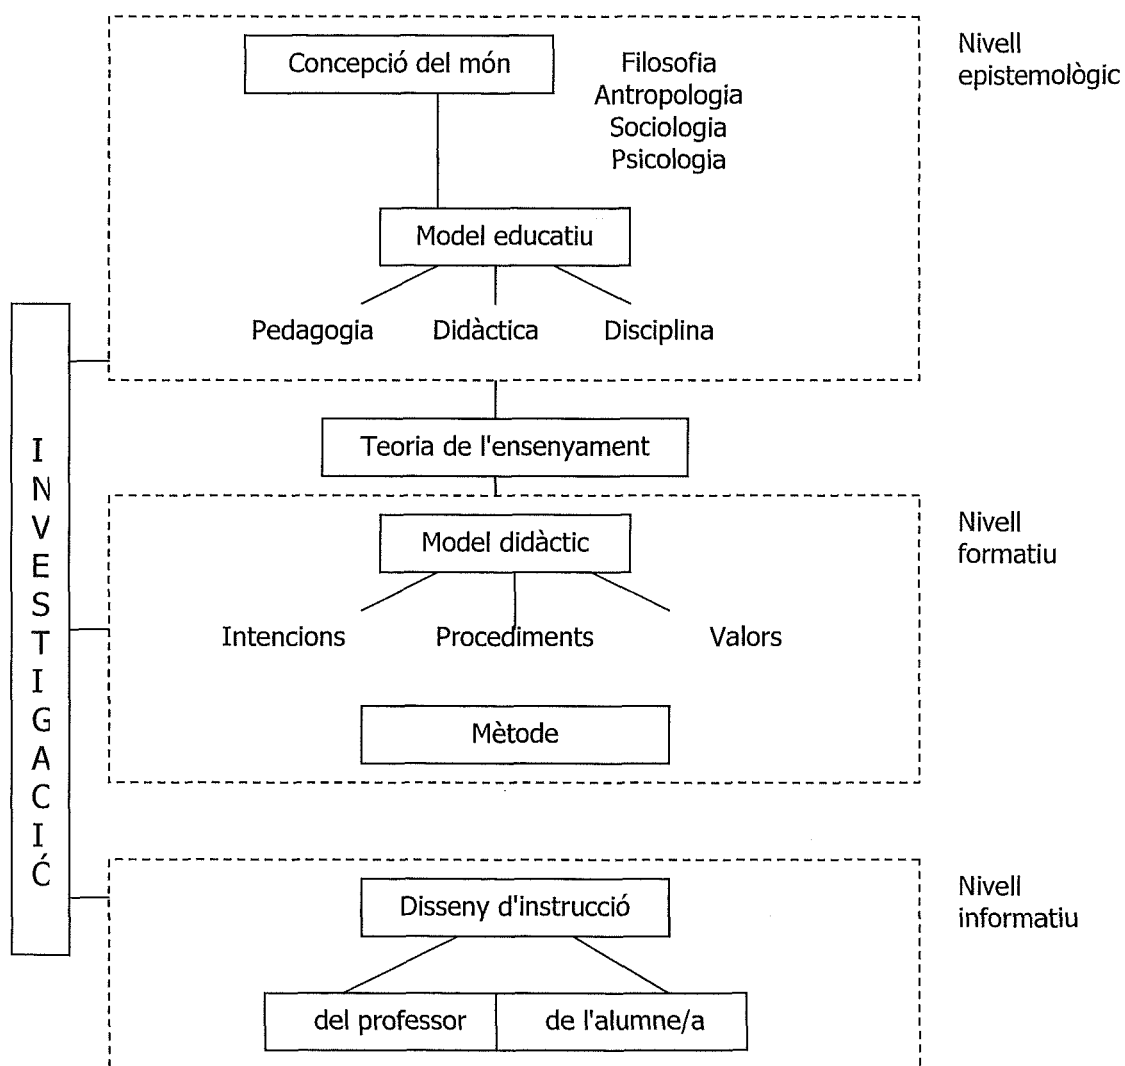 Concepció del món
Filosofia
Antropologia
Sociologia
Psicologia
Nivell
epistemològic
Model educatiu
Pedagogia Didàctica Disciplina
Teoria de l'ensenyament
INVESTIGACIĆ
Nivell
formatiu
Model didàctic
Intencions Procediments Valors
Mètode
Nivell
informatiu
Disseny d'instrucció
del professor de l'alumne/a